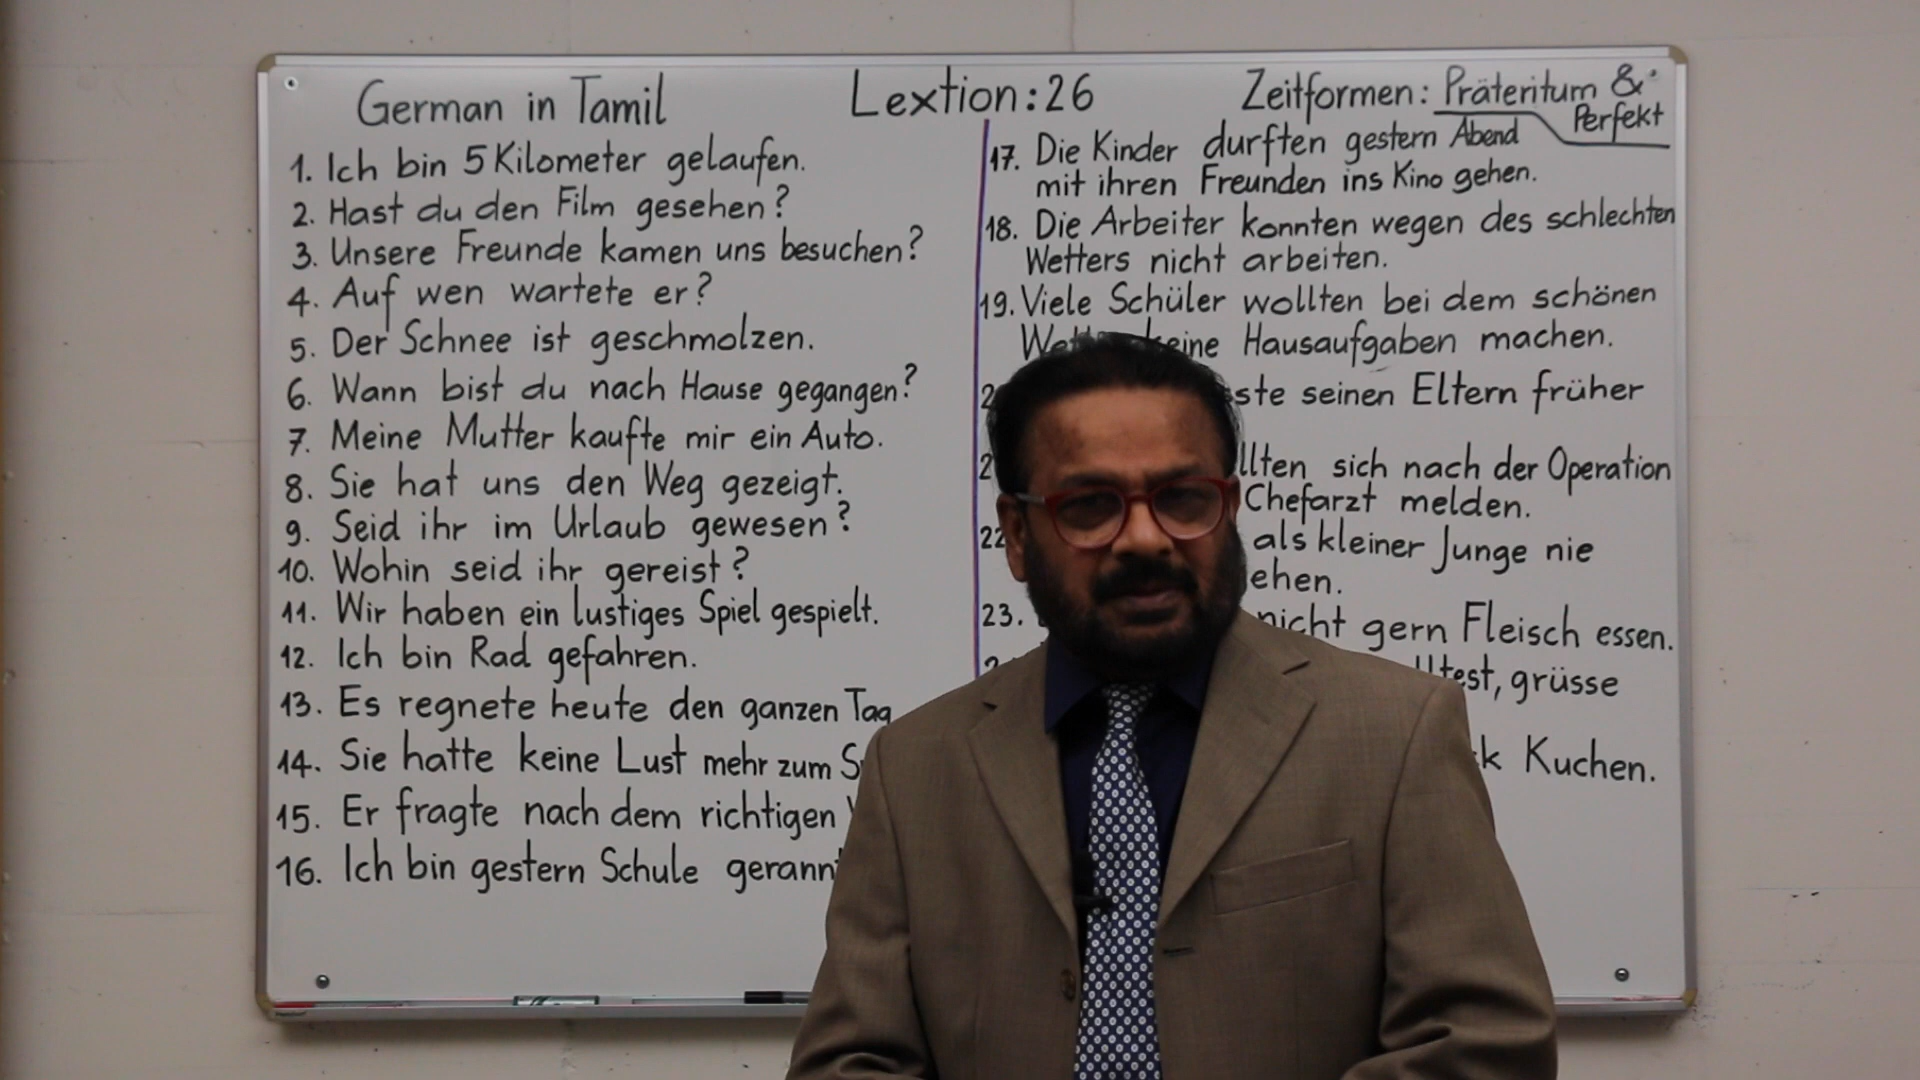 German in Tamil
Lextion: 26
Zeitformen: Präteritum &
Perfekt
1. Ich bin 5 Kilometer gelaufen.
2. Hast du den Film gesehen?
3. Unsere Freunde kamen uns besuchen?
4. Auf wen wartete er?
5. Der Schnee ist geschmolzen.
6. Wann bist du nach Hause gegangen?
7. Meine Mutter kaufte mir ein Auto.
8. Sie hat uns den Weg gezeigt.
9. Seid ihr im Urlaub gewesen?
10. Wohin seid ihr gereist?
11. Wir haben ein lustiges Spiel gespielt.
12. Ich bin Rad gefahren.
13. Es regnete heute den ganzen Tag
14. Sie hatte keine Lust mehr zum
15. Er fragte nach dem richtigen
16. Ich bin gestern Schule gerannt
17. Die Kinder durften gestern Abend
mit ihren Freunden ins Kino gehen.
18. Die Arbeiter konnten wegen des schlechten
Wetters nicht arbeiten.
19. Viele Schüler wollten bei dem schönen
Hausaufgaben machen.
seinen Eltern früher
sich nach der Operation
Chefarzt melden.
22 als kleiner Junge nie
23. nicht gern Fleisch essen.
grüsse
Kuchen.